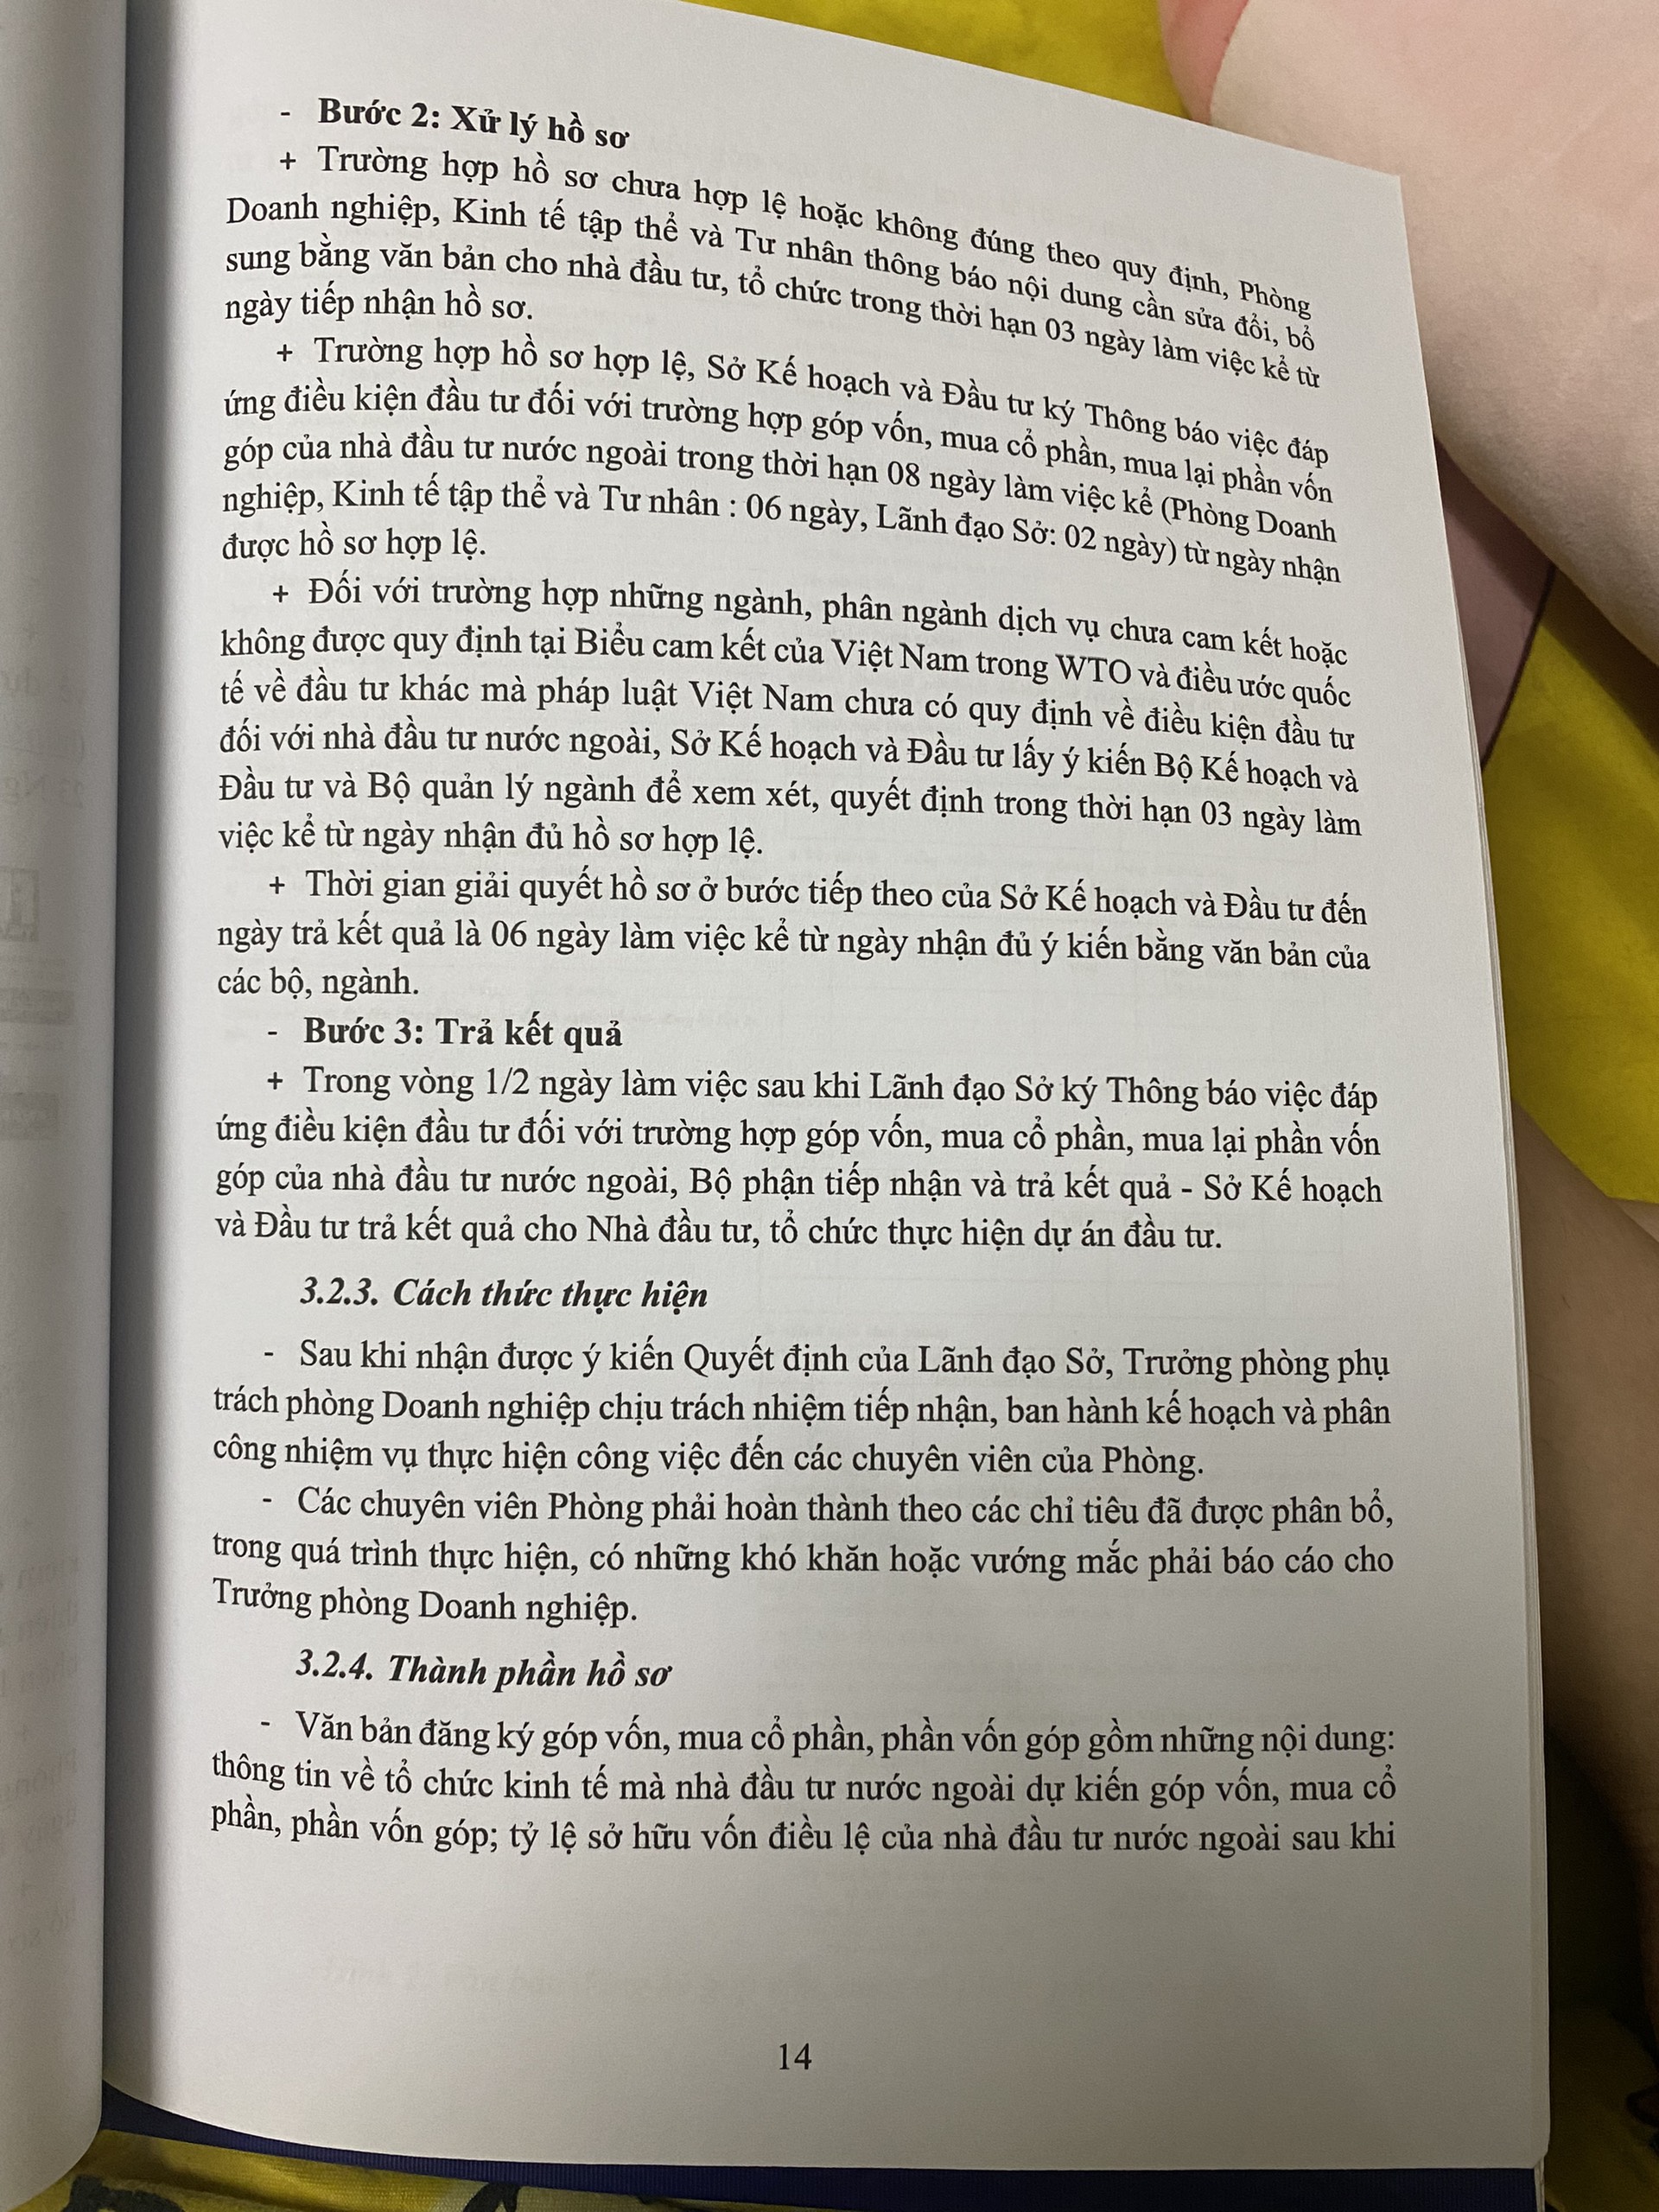 - Bước 2: Xử lý hồ sơ
+ Trường hợp hồ sơ chưa hợp lệ hoặc không đúng theo quy định, Phòng
Doanh nghiệp, Kinh tế tập thể và Tư nhân thông báo nội dung cần sửa đổi, bổ
sung bằng văn bản cho nhà đầu tư, tổ chức trong thời hạn 03 ngày làm việc kể từ
ngày tiếp nhận hồ sơ.
+ Trường hợp hồ sơ hợp lệ, Sở Kế hoạch và Đầu tư ký Thông báo việc đáp
ứng điều kiện đầu tư đối với trường hợp góp vốn, mua cổ phần, mua lại phần vốn
góp của nhà đầu tư nước ngoài trong thời hạn 08 ngày làm việc kể (Phòng Doanh
nghiệp, Kinh tế tập thể và Tư nhân : 06 ngày, Lãnh đạo Sở: 02 ngày) từ ngày nhận
được hồ sơ hợp lệ.
+ Đối với trường hợp những ngành, phân ngành dịch vụ chưa cam kết hoặc
không được quy định tại Biểu cam kết của Việt Nam trong WTO và điều ước quốc
tế về đầu tư khác mà pháp luật Việt Nam chưa có quy định về điều kiện đầu tư
đối với nhà đầu tư nước ngoài, Sở Kế hoạch và Đầu tư lấy ý kiến Bộ Kế hoạch và
Đầu tư và Bộ quản lý ngành để xem xét, quyết định trong thời hạn 03 ngày làm
việc kể từ ngày nhận đủ hồ sơ hợp lệ.
+ Thời gian giải quyết hồ sơ ở bước tiếp theo của Sở Kế hoạch và Đầu tư đến
ngày trả kết quả là 06 ngày làm việc kể từ ngày nhận đủ ý kiến bằng văn bản của
các bộ, ngành.
- Bước 3: Trả kết quả
+ Trong vòng 1/2 ngày làm việc sau khi Lãnh đạo Sở ký Thông báo việc đáp
ứng điều kiện đầu tư đối với trường hợp góp vốn, mua cổ phần, mua lại phần vốn
góp của nhà đầu tư nước ngoài, Bộ phận tiếp nhận và trả kết quả - Sở Kế hoạch
và Đầu tư trả kết quả cho Nhà đầu tư, tổ chức thực hiện dự án đầu tư.
3.2.3. Cách thức thực hiện
- Sau khi nhận được ý kiến Quyết định của Lãnh đạo Sở, Trưởng phòng phụ
trách phòng Doanh nghiệp chịu trách nhiệm tiếp nhận, ban hành kế hoạch và phân
công nhiệm vụ thực hiện công việc đến các chuyên viên của Phòng.
- Các chuyên viên Phòng phải hoàn thành theo các chỉ tiêu đã được phân bổ,
trong quá trình thực hiện, có những khó khăn hoặc vướng mắc phải báo cáo cho
Trưởng phòng Doanh nghiệp.
3.2.4. Thành phần hồ sơ
- Văn bản đăng ký góp vốn, mua cổ phần, phần vốn góp gồm những nội dung:
thông tin về tổ chức kinh tế mà nhà đầu tư nước ngoài dự kiến góp vốn, mua cổ
phần, phần vốn góp; tỷ lệ sở hữu vốn điều lệ của nhà đầu tư nước ngoài sau khi
14